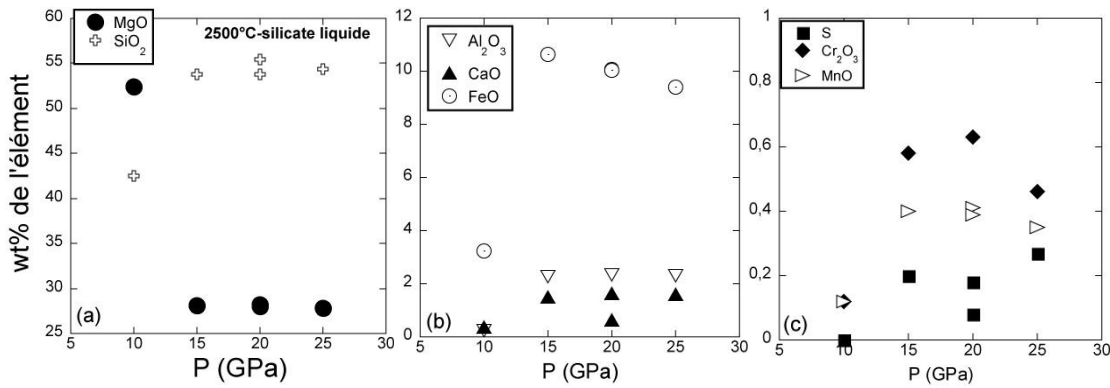 (a)
MgO
SiO2
2500°C-silicate liquide
wt% de l'élément
60
55
50
45
40
35
30
25
5 10 15 20 25 30
P (GPa)
(b)
Al2O3
CaO
FeO
12
10
8
6
4
2
0
5 10 15 20 25 30
P (GPa)
(c)
S
Cr2O3
MnO
1
0,8
0,6
0,4
0,2
0
5 10 15 20 25 30
P (GPa)